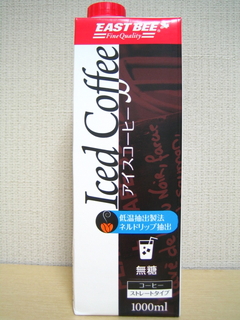 EAST BEE
Fine Quality
Iced Coffee
アイスコーヒー
低温抽出製法
ネルドリップ抽出
無糖
コーヒー
ストレートタイプ
1000ml